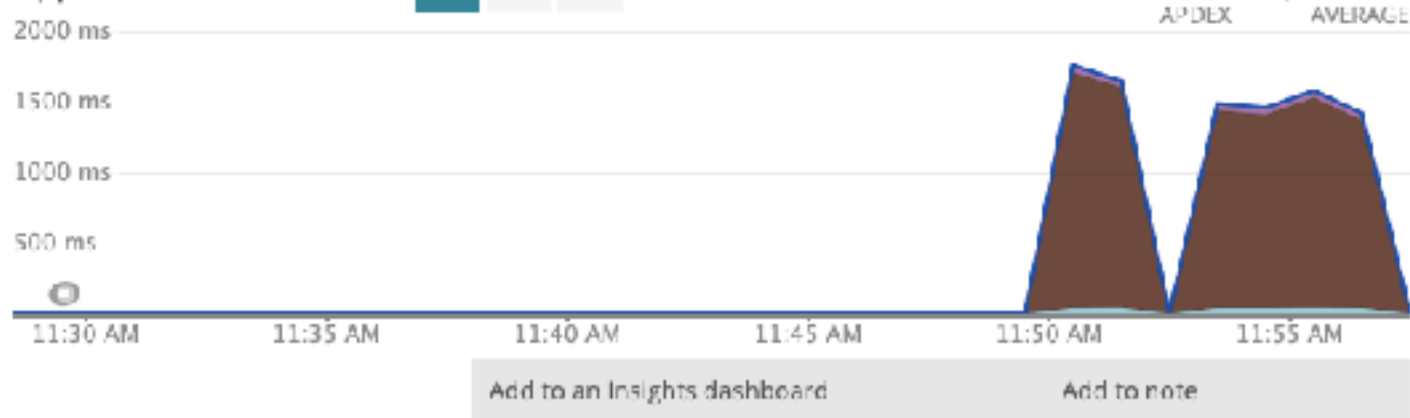 APDEX AVERAGE
2000 ms
1500 ms
1000 ms
500 ms
11:30 AM 11:35 AM 11:40 AM 11:45 AM 11:50 AM 11:55 AM
Add to an Insights dashboard Add to note